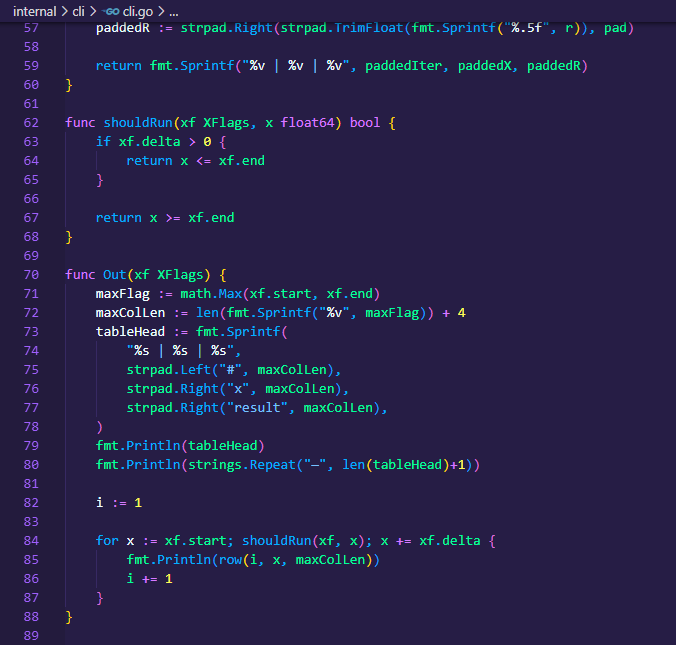 internal > cli > GO cli.go > ...
57 paddedR := strpad.Right(strpad.TrimFloat(fmt.Sprintf("%.5f", r)), pad)
58
59 return fmt.Sprintf("%v | %v | %v", paddedIter, paddedX, paddedR)
60 }
61
62 func shouldRun(xf XFlags, x float64) bool {
63 if xf.delta > 0 {
64 return x <= xf.end
65 }
66
67 return x >= xf.end
68 }
69
70 func Out(xf XFlags) {
71 maxFlag := math.Max(xf.start, xf.end)
72 maxColLen := len(fmt.Sprintf("%v", maxFlag)) + 4
73 tableHead := fmt.Sprintf(
74 "%s | %s | %s",
75 strpad.Left("#", maxColLen),
76 strpad.Right("x", maxColLen),
77 strpad.Right("result", maxColLen),
78 )
79 fmt.Println(tableHead)
80 fmt.Println(strings.Repeat("—", len(tableHead)+1))
81
82 i := 1
83
84 for x := xf.start; shouldRun(xf, x); x += xf.delta {
85 fmt.Println(row(i, x, maxColLen))
86 i += 1
87 }
88 }
89